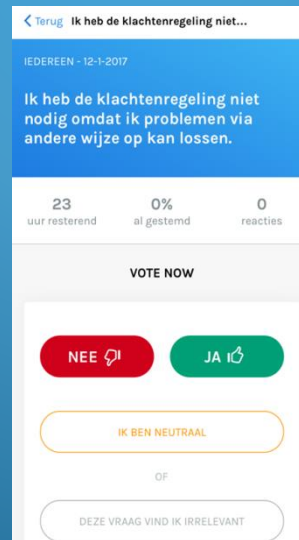 Terug Ik heb de klachtenregeling niet...
IEDEREEN - 12-1-2017
Ik heb de klachtenregeling niet
nodig omdat ik problemen via
andere wijze op kan lossen.
23 0% 0
uur resterend al gestemd reacties
VOTE NOW
NEE JA
IK BEN NEUTRAAL
OF
DEZE VRAAG VIND IK IRRELEVANT